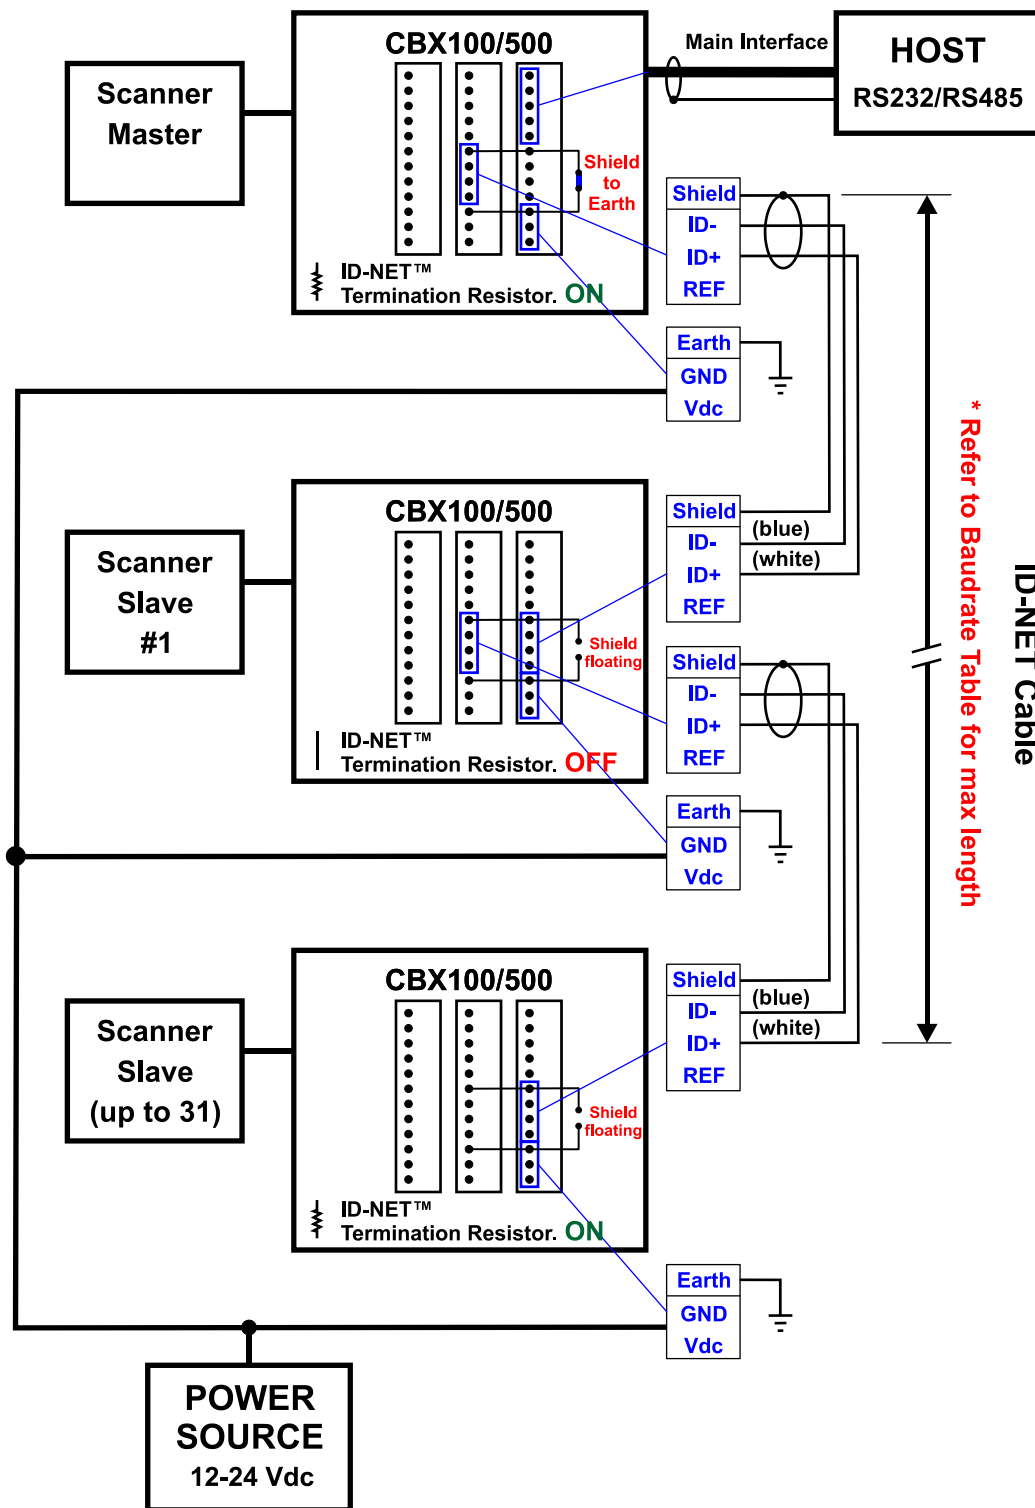 CBX100/500
Main Interface
HOST
RS232/RS485
Scanner
Master
Shield
to
Earth
ID-NET™
Termination Resistor. ON
Shield
ID-
ID+
REF
Earth
GND
Vdc
CBX100/500
Scanner
Slave
#1
Shield
floating
ID-NET™
Termination Resistor. OFF
Shield
ID-
ID+
REF
(blue)
(white)
Shield
ID-
ID+
REF
Earth
GND
Vdc
* Refer to Baudrate Table for max length
ID-NET Cable
CBX100/500
Scanner
Slave
(up to 31)
Shield
floating
ID-NET™
Termination Resistor. ON
Shield
ID-
ID+
REF
(blue)
(white)
Earth
GND
Vdc
POWER
SOURCE
12-24 Vdc